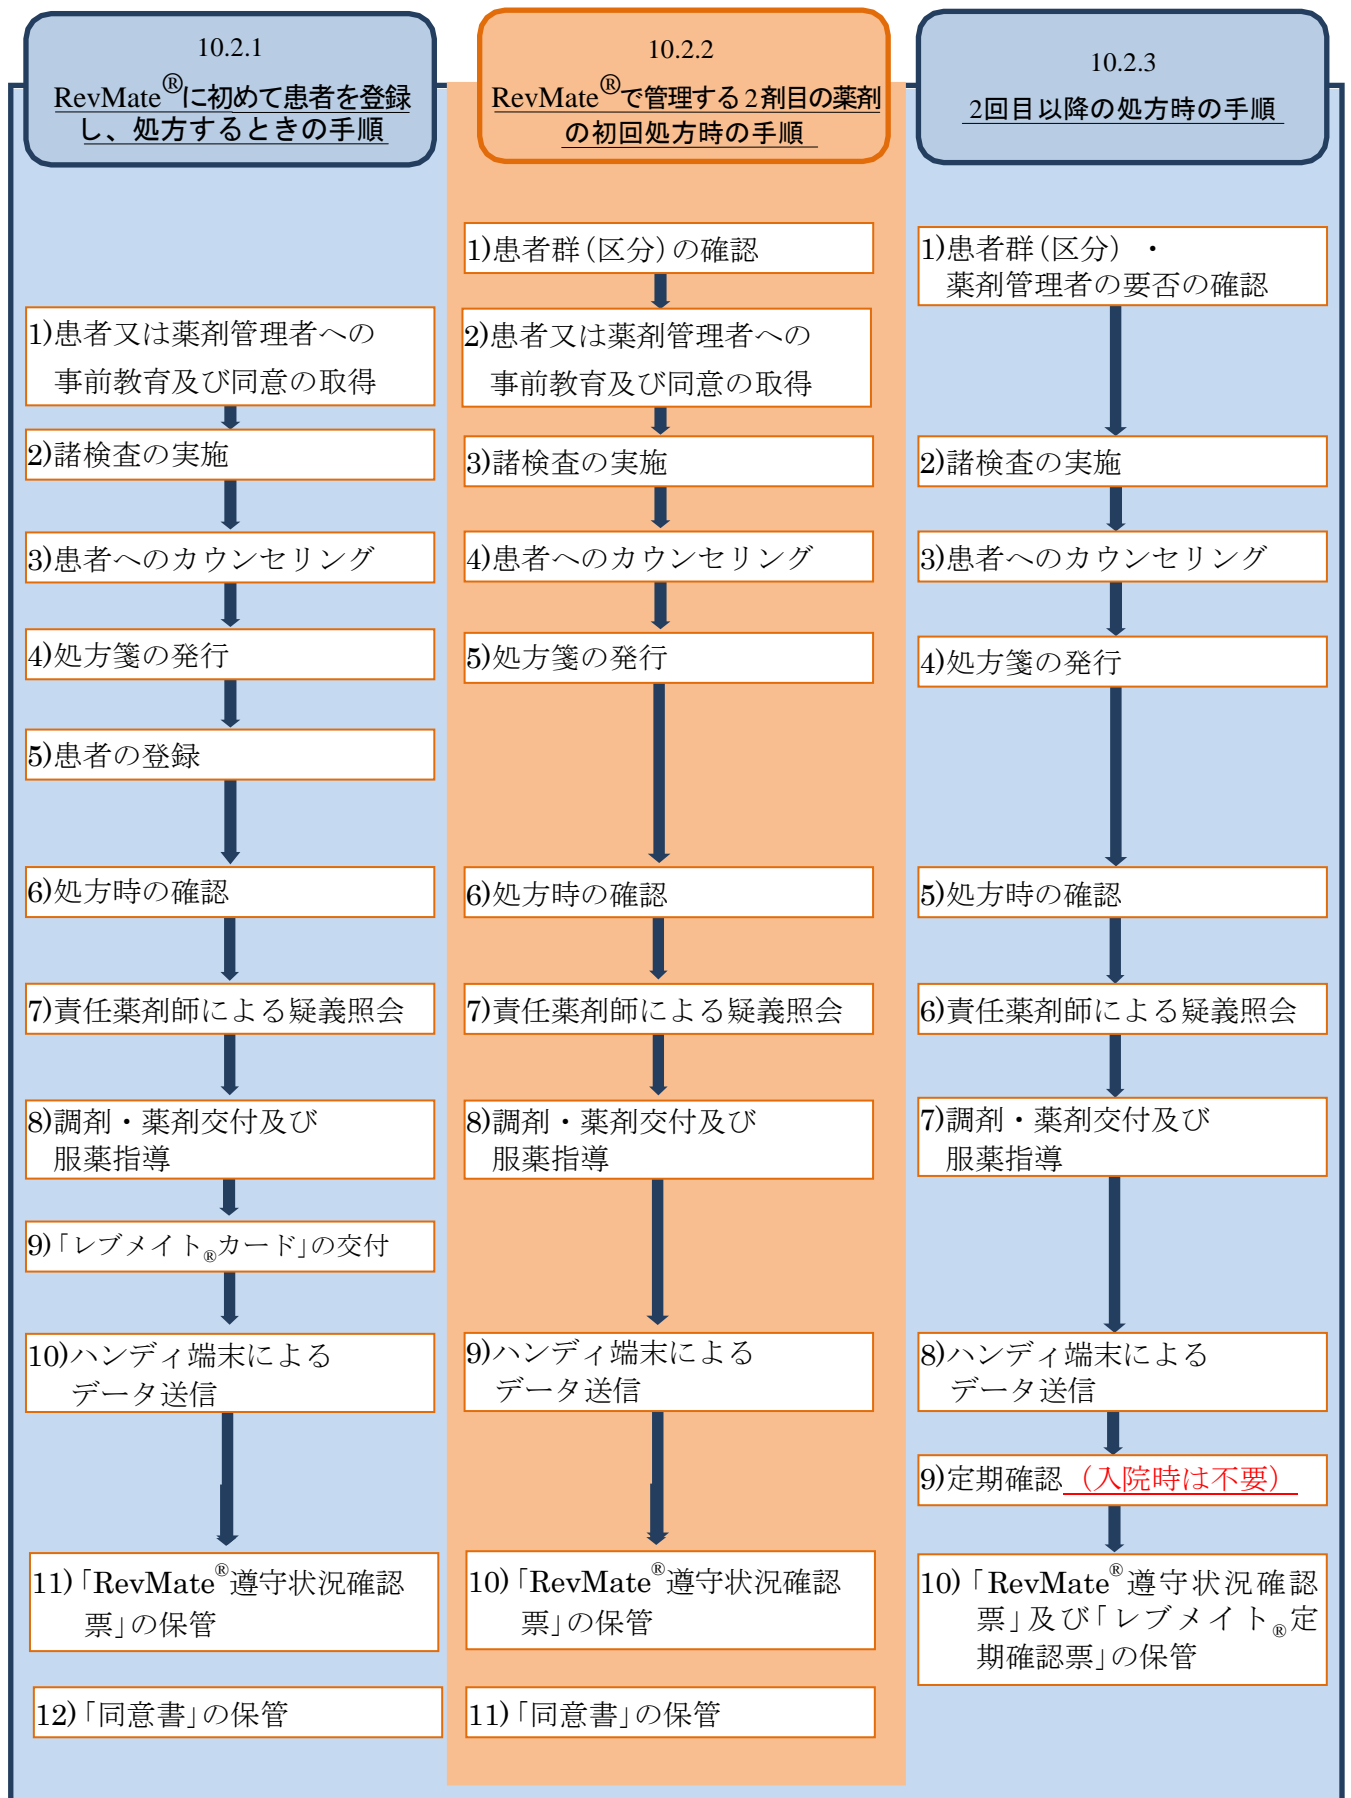 10.2.1
RevMate®に初めて患者を登録
し、処方するときの手順
1)患者又は薬剤管理者への
事前教育及び同意の取得
2)諸検査の実施
3)患者へのカウンセリング
4)処方箋の発行
5)患者の登録
6)処方時の確認
7)責任薬剤師による疑義照会
8)調剤・薬剤交付及び
服薬指導
9)「レブメイト®カード」の交付
10)ハンディ端末による
データ送信
11)「RevMate®遵守状況確認
票」の保管
12)「同意書」の保管
10.2.2
RevMate®で管理する2剤目の薬剤
の初回処方時の手順
1)患者群(区分)の確認
2)患者又は薬剤管理者への
事前教育及び同意の取得
3)諸検査の実施
4)患者へのカウンセリング
5)処方箋の発行
6)処方時の確認
7)責任薬剤師による疑義照会
8)調剤・薬剤交付及び
服薬指導
9)ハンディ端末による
データ送信
10)「RevMate®遵守状況確認
票」の保管
11)「同意書」の保管
10.2.3
2回目以降の処方時の手順
1)患者群(区分)・
薬剤管理者の要否の確認
2)諸検査の実施
3)患者へのカウンセリング
4)処方箋の発行
5)処方時の確認
6)責任薬剤師による疑義照会
7)調剤・薬剤交付及び
服薬指導
8)ハンディ端末による
データ送信
9)定期確認（入院時は不要）
10)「RevMate®遵守状況確認
票」及び「レブメイト®定
期確認票」の保管